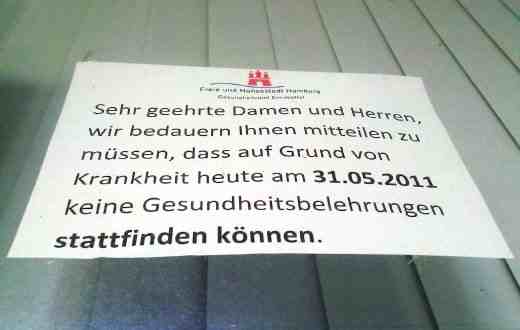 Freie und Hansestadt Hamburg
Sehr geehrte Damen und Herren,
wir bedauern Ihnen mitteilen zu
müssen, dass auf Grund von
Krankheit heute am 31.05.2011
keine Gesundheitsbelehrungen
stattfinden können.